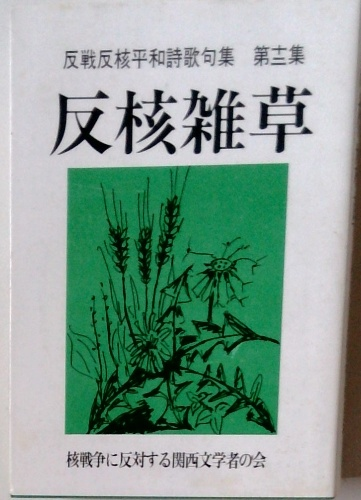 反戦反核平和詩歌句集 第十三集
反核雑草
核戦争に反対する関西文学者の会